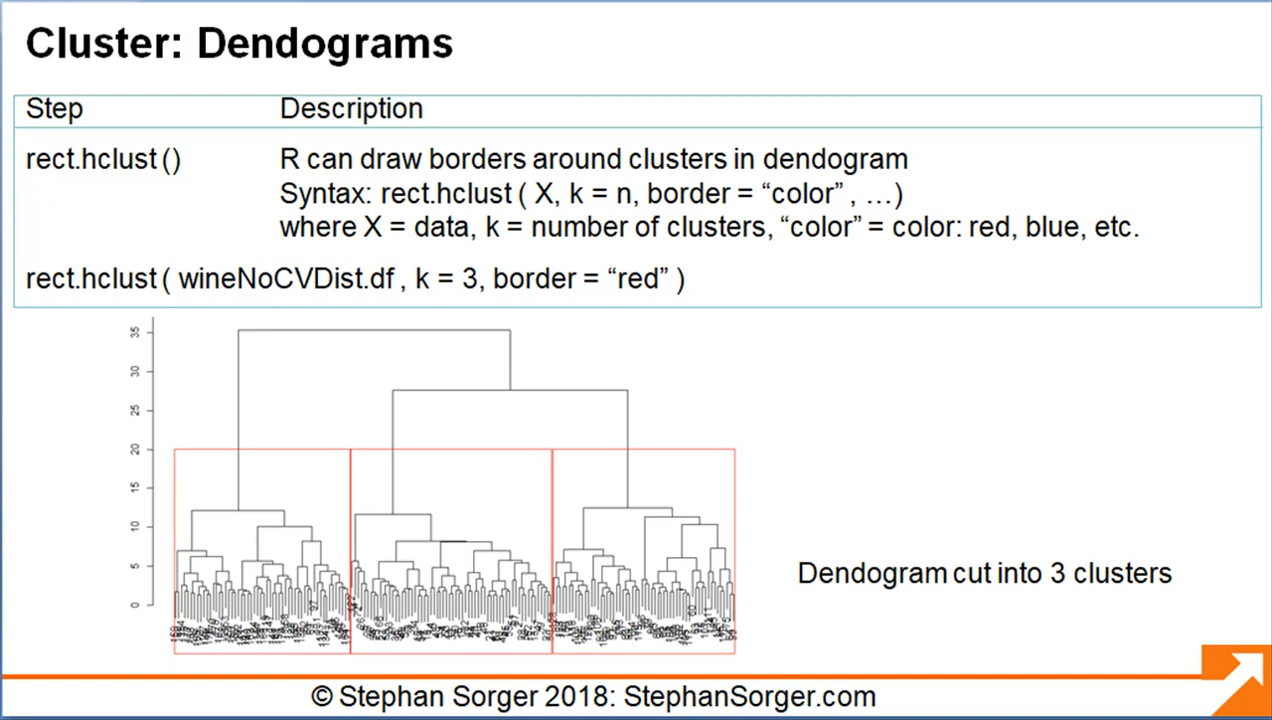 Cluster: Dendograms
Step Description
rect.hclust () R can draw borders around clusters in dendogram
Syntax: rect.hclust ( X, k = n, border = “color” , …)
where X = data, k = number of clusters, “color” = color: red, blue, etc.
rect.hclust ( wineNoCVDist.df , k = 3, border = “red” )
35
30
25
20
15
10
5
0
Dendogram cut into 3 clusters
© Stephan Sorger 2018: StephanSorger.com